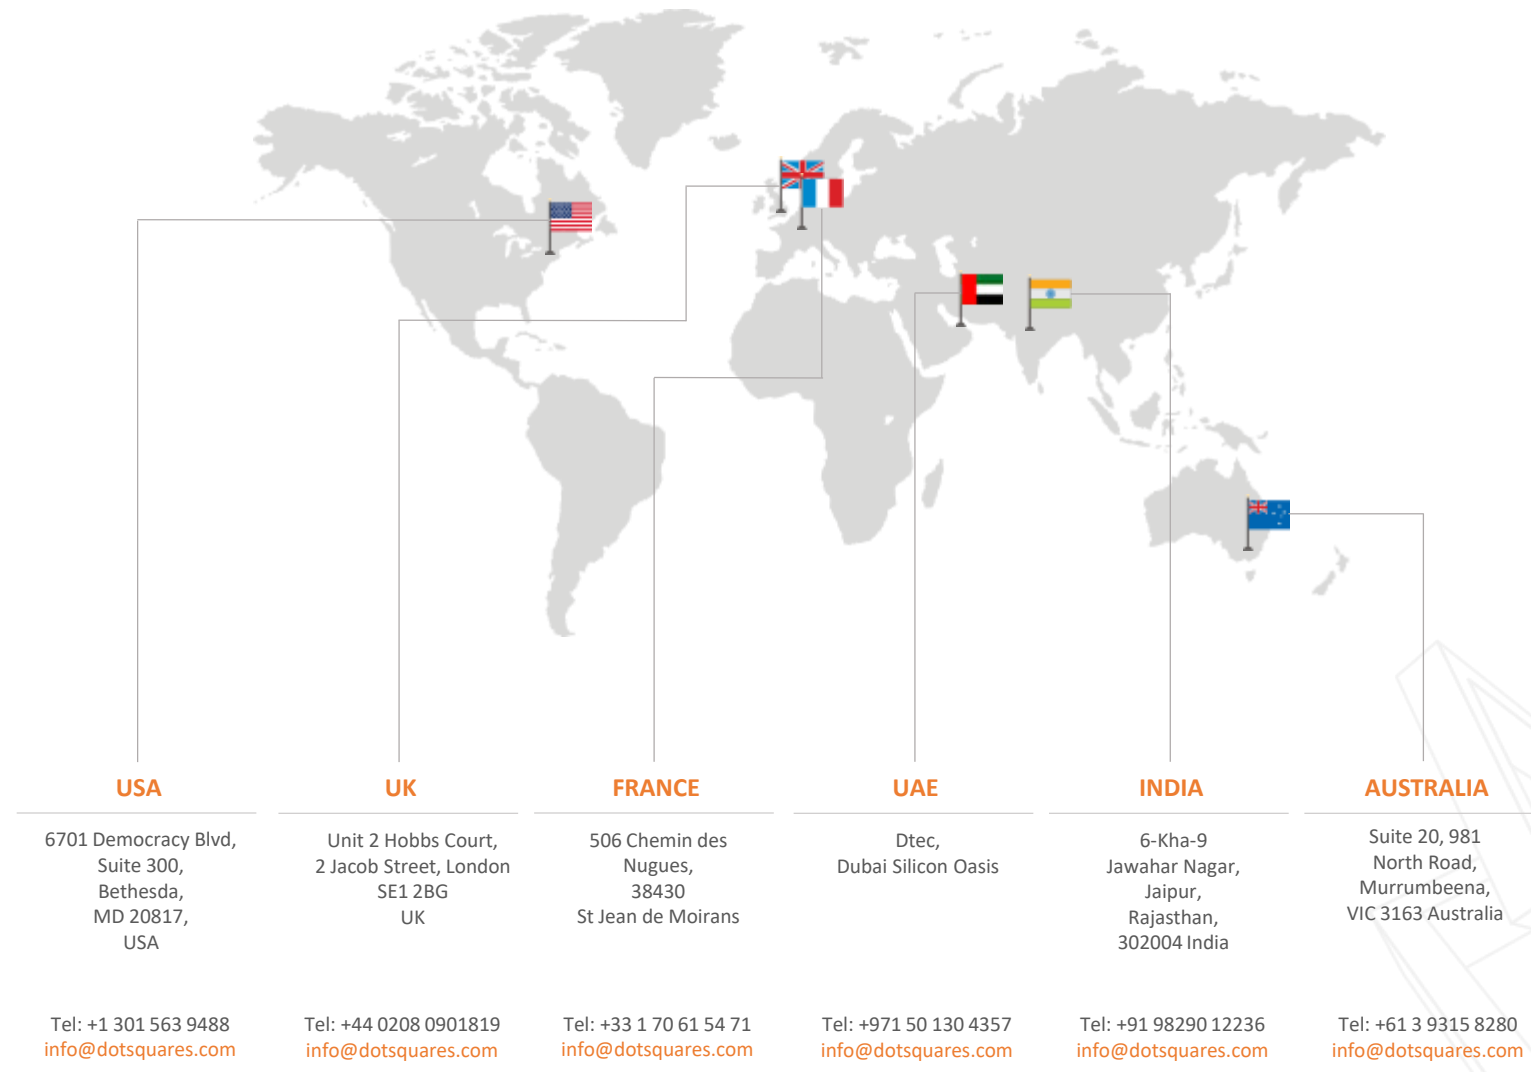 USA
6701 Democracy Blvd,
Suite 300,
Bethesda,
MD 20817,
USA
Tel: +1 301 563 9488
info@dotsquares.com
UK
Unit 2 Hobbs Court,
2 Jacob Street, London
SE1 2BG
UK
Tel: +44 0208 0901819
info@dotsquares.com
FRANCE
506 Chemin des
Nugues,
38430
St Jean de Moirans
Tel: +33 1 70 61 54 71
info@dotsquares.com
UAE
Dtec,
Dubai Silicon Oasis
Tel: +971 50 130 4357
info@dotsquares.com
INDIA
6-Kha-9
Jawahar Nagar,
Jaipur,
Rajasthan,
302004 India
Tel: +91 98290 12236
info@dotsquares.com
AUSTRALIA
Suite 20, 981
North Road,
Murrumbeena,
VIC 3163 Australia
Tel: +61 3 9315 8280
info@dotsquares.com